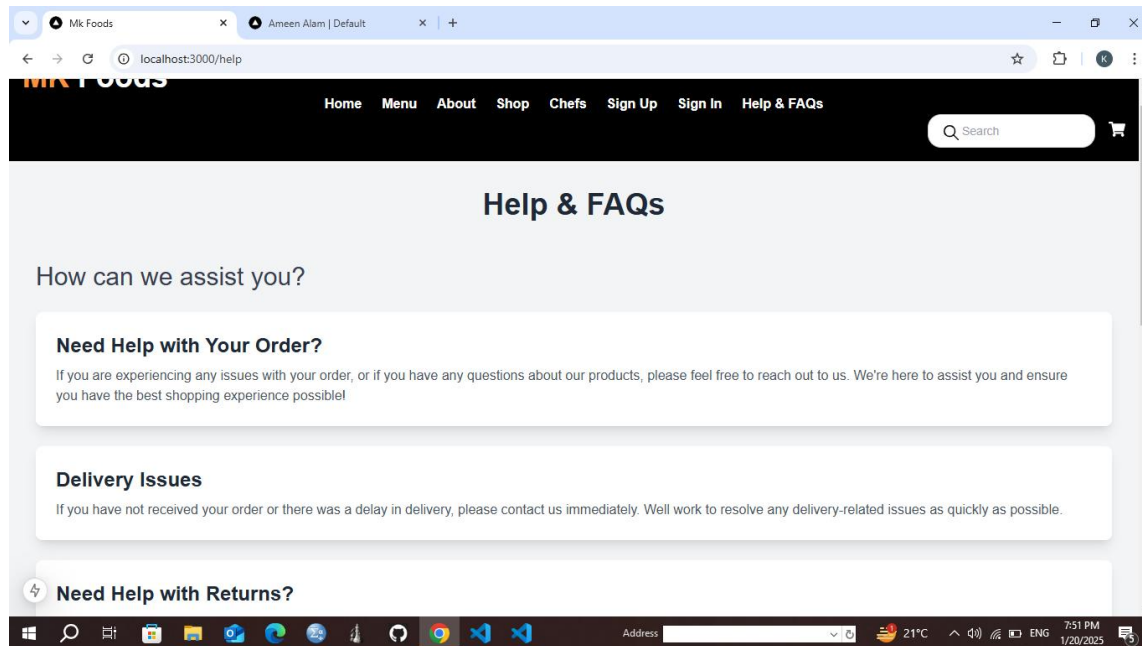 Mk Foods
Ameen Alam | Default
localhost:3000/help
K
MK Foods
Home Menu About Shop Chefs Sign Up Sign In Help & FAQs
Search
Help & FAQs
How can we assist you?
Need Help with Your Order?
If you are experiencing any issues with your order, or if you have any questions about our products, please feel free to reach out to us. We're here to assist you and ensure
you have the best shopping experience possible!
Delivery Issues
If you have not received your order or there was a delay in delivery, please contact us immediately. Well work to resolve any delivery-related issues as quickly as possible.
Need Help with Returns?
Address
21°C
ENG
7:51 PM
1/20/2025
5